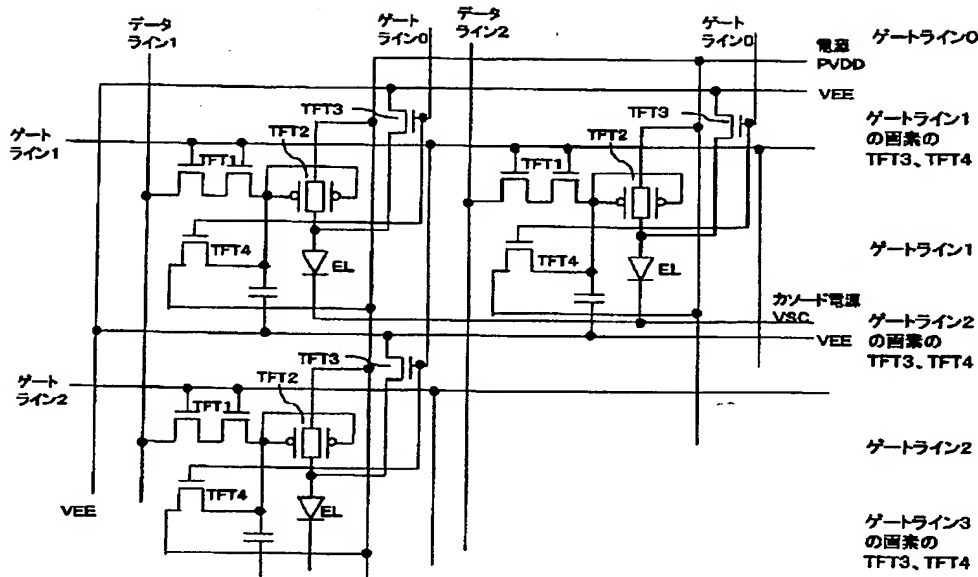 データ
ライン1
ゲート
ライン0
データ
ライン2
ゲート
ライン0
電源
PVDD
ゲートライン0
VEE
TFT3
TFT3
ゲートライン1
の画素の
TFT3、TFT4
ゲート
ライン1
TFT2
TFT2
TFT1
TFT1
TFT4
EL
TFT4
EL
ゲートライン1
カソード電源
VSC
VEE
ゲートライン2
の画素の
TFT3、TFT4
TFT3
ゲート
ライン2
TFT2
TFT1
ゲートライン2
TFT4
EL
VEE
ゲートライン3
の画素の
TFT3、TFT4